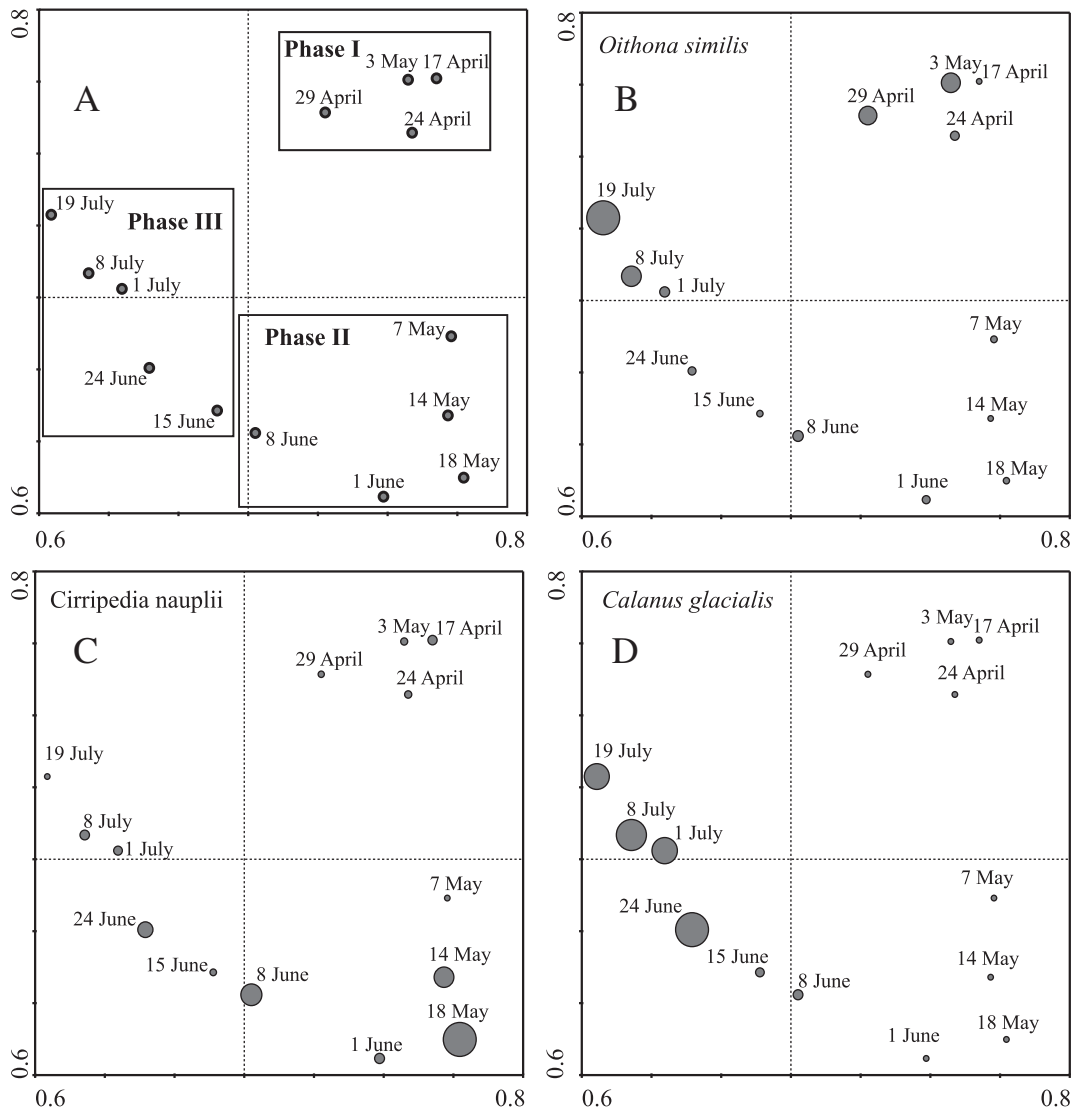 0.8
Phase I
3 May 17 April
A
29 April
24 April
19 July
Phase III
8 July
1 July
Phase II
7 May
24 June
14 May
15 June
8 June
18 May
1 June
0.6
0.6 0.8
0.8
Oithona similis
3 May 17 April
B
29 April
24 April
19 July
8 July
1 July
7 May
24 June
15 June
14 May
8 June
18 May
1 June
0.6
0.6 0.8
0.8
Cirripedia nauplii
3 May 17 April
C
29 April
24 April
19 July
8 July
1 July
7 May
24 June
15 June
14 May
8 June
18 May
1 June
0.6
0.6 0.8
0.8
Calanus glacialis
3 May 17 April
D
29 April
24 April
19 July
8 July
1 July
7 May
24 June
15 June
14 May
8 June
18 May
1 June
0.6
0.6 0.8